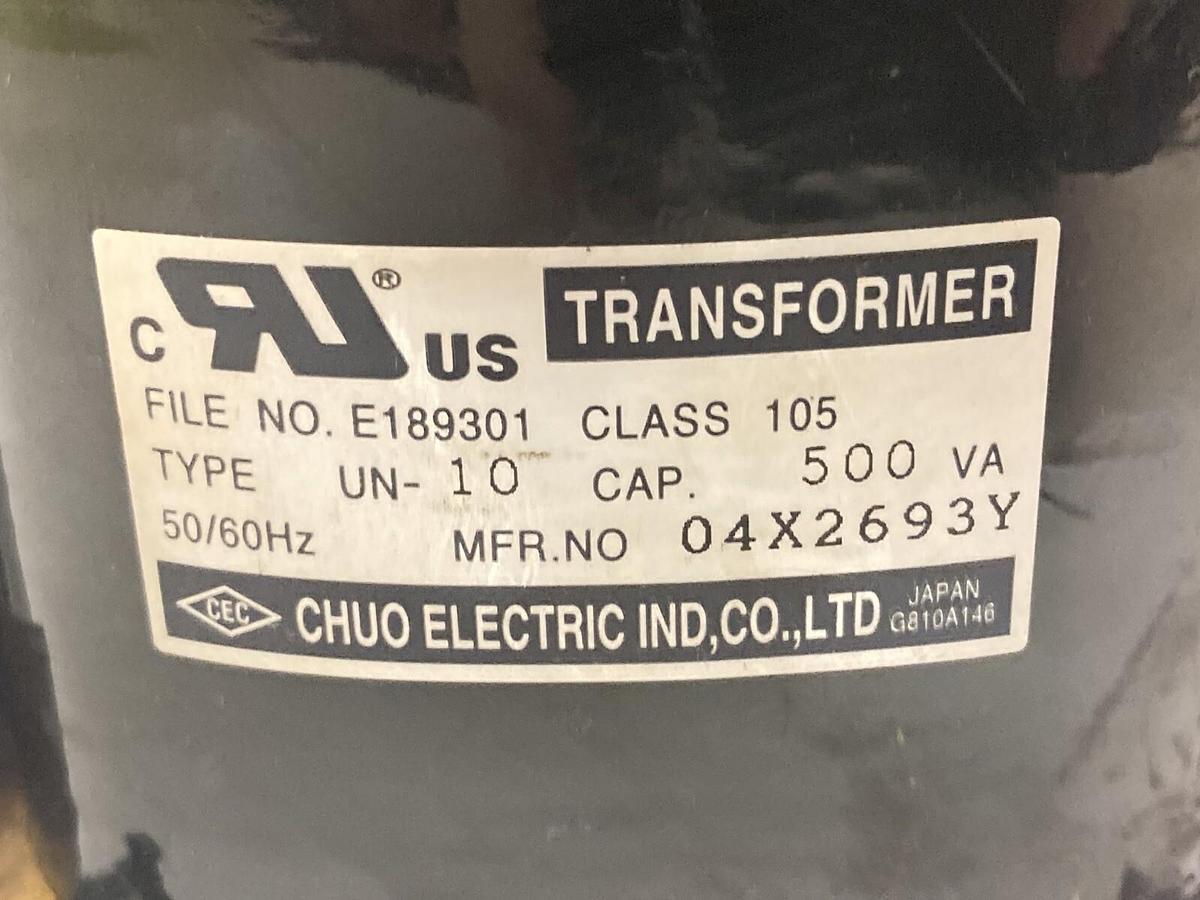 C RU® US TRANSFORMER
FILE NO. E189301 CLASS 105
TYPE UN-10 CAP. 500 VA
50/60Hz MFR.NO 04X2693Y
CEC CHUO ELECTRIC IND,CO.,LTD JAPAN
G810A146